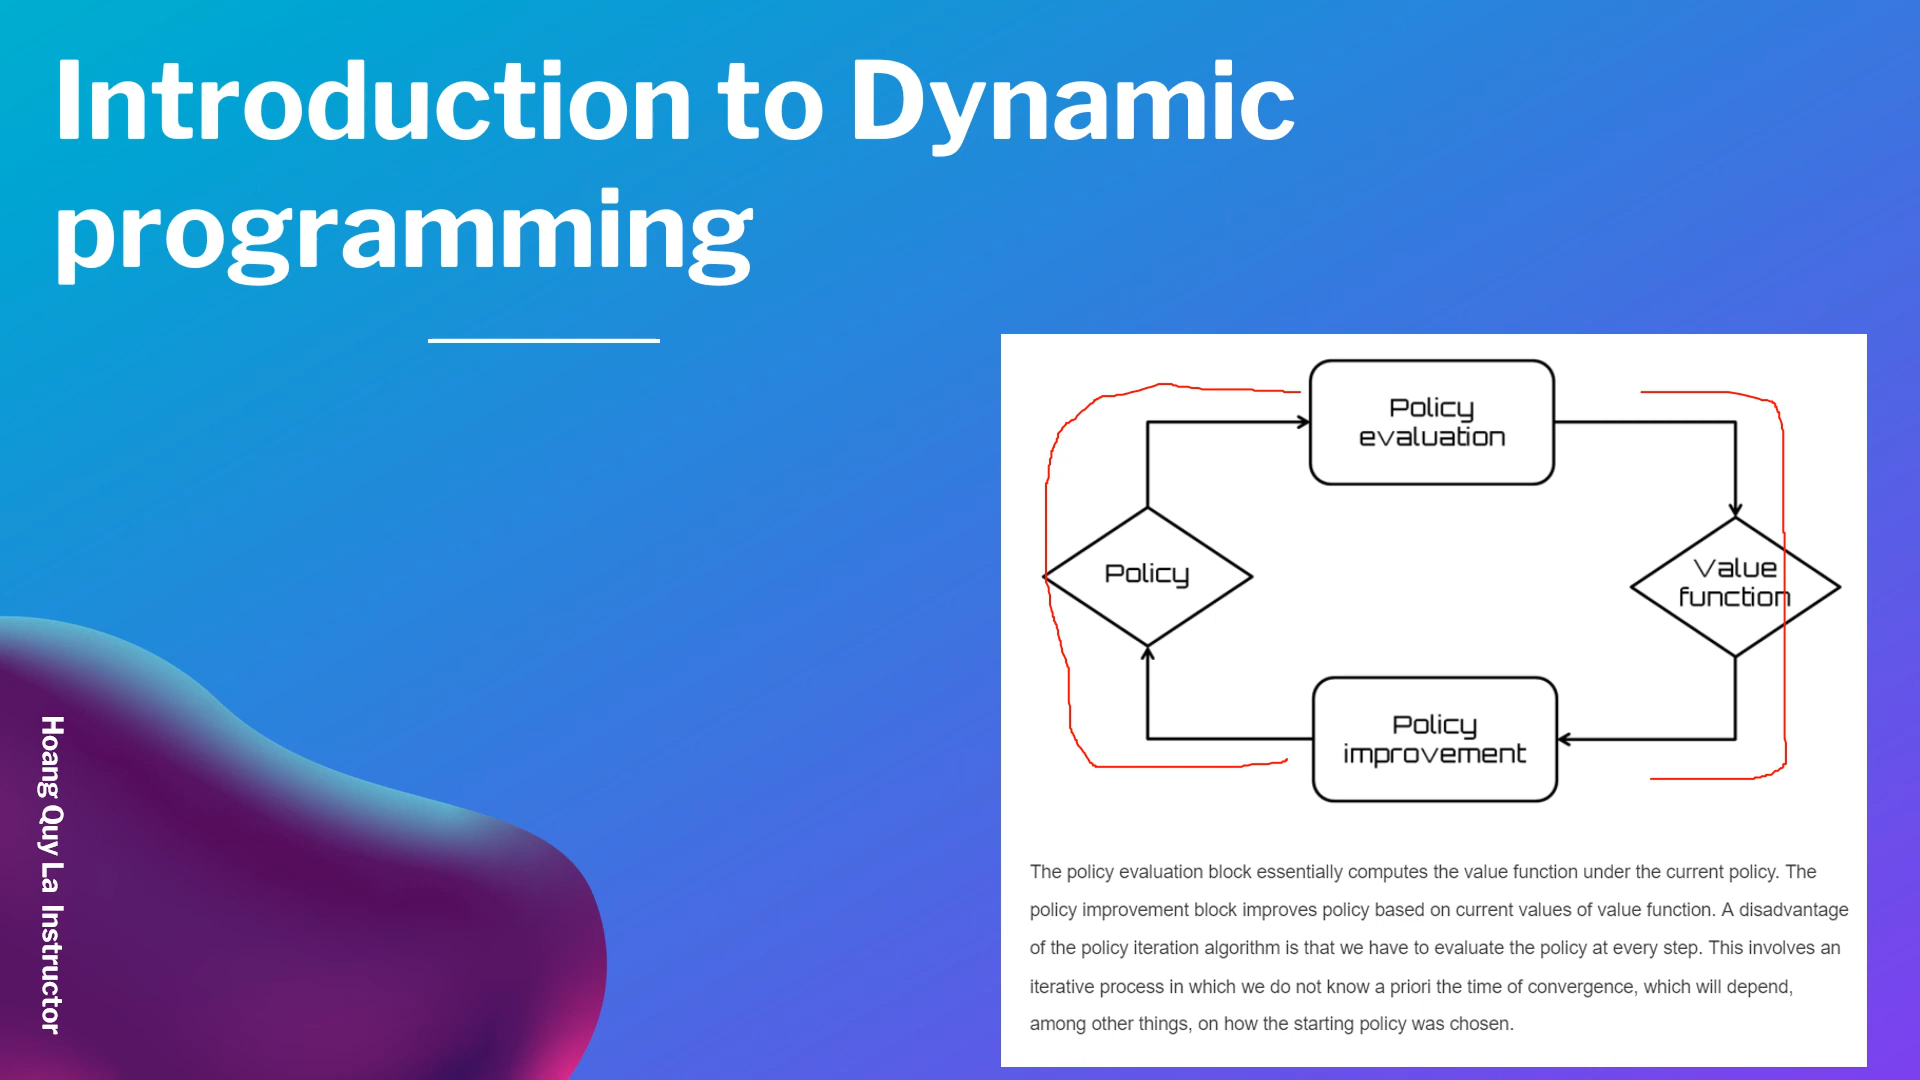 Introduction to Dynamic
programming
Policy
evaluation
Policy
Value
function
Policy
improvement
The policy evaluation block essentially computes the value function under the current policy. The
policy improvement block improves policy based on current values of value function. A disadvantage
of the policy iteration algorithm is that we have to evaluate the policy at every step. This involves an
iterative process in which we do not know a priori the time of convergence, which will depend,
among other things, on how the starting policy was chosen.
Hoang Quy La Instructor